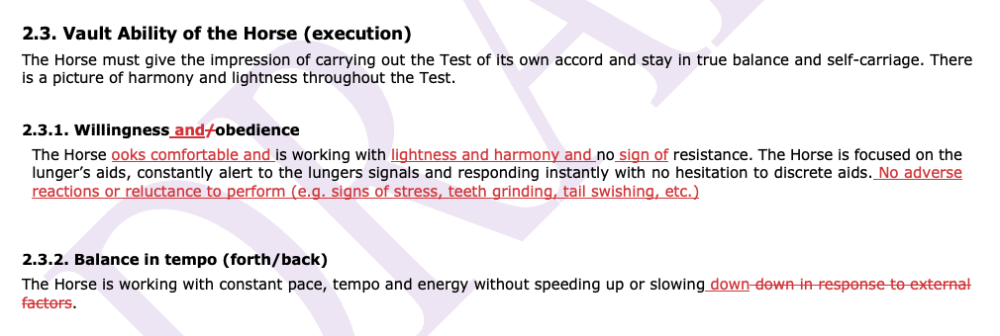 2.3. Vault Ability of the Horse (execution)
The Horse must give the impression of carrying out the Test of its own accord and stay in true balance and self-carriage. There
is a picture of harmony and lightness throughout the Test.
2.3.1. Willingness and/obedience
The Horse ooks comfortable and is working with lightness and harmony and no sign of resistance. The Horse is focused on the
lunger’s aids, constantly alert to the lungers signals and responding instantly with no hesitation to discrete aids. No adverse
reactions or reluctance to perform (e.g. signs of stress, teeth grinding, tail swishing, etc.)
2.3.2. Balance in tempo (forth/back)
The Horse is working with constant pace, tempo and energy without speeding up or slowing down down in response to external
factors.